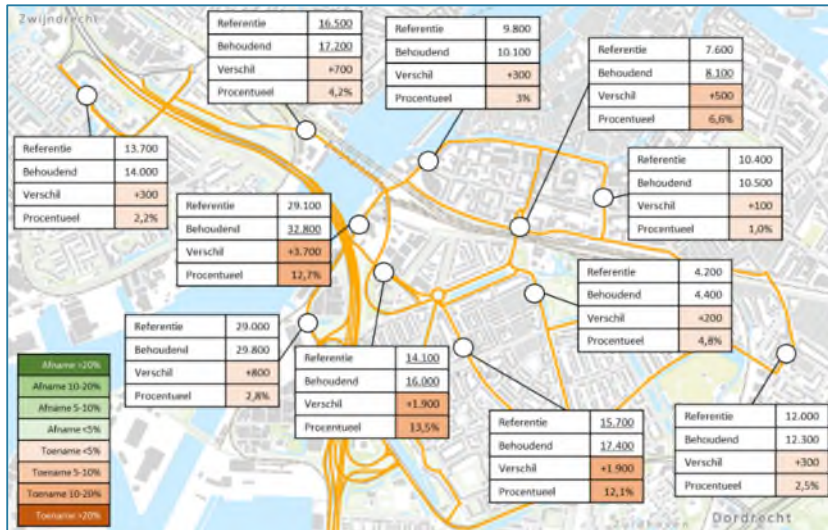 Zwijndrecht
Referentie 16.500
Behoudend 17.200
Verschil +700
Procentueel 4,2%
Referentie 9.800
Behoudend 10.100
Verschil +300
Procentueel 3%
Referentie 7.600
Behoudend 8.100
Verschil +500
Procentueel 6,6%
Referentie 13.700
Behoudend 14.000
Verschil +300
Procentueel 2,2%
Referentie 10.400
Behoudend 10.500
Verschil +100
Procentueel 1,0%
Referentie 29.100
Behoudend 32.800
Verschil +3.700
Procentueel 12,7%
Referentie 4.200
Behoudend 4.400
Verschil +200
Procentueel 4,8%
Referentie 29.000
Behoudend 29.800
Verschil +800
Procentueel 2,8%
Referentie 14.100
Behoudend 16.000
Verschil +1.900
Procentueel 13,5%
Referentie 15.700
Behoudend 17.400
Verschil +1.900
Procentueel 12,1%
Referentie 12.000
Behoudend 12.300
Verschil +300
Procentueel 2,5%
Afname >20%
Afname 10-20%
Afname 5-10%
Afname <5%
Toename <5%
Toename 5-10%
Toename 10-20%
Toename >20%
Dordrecht